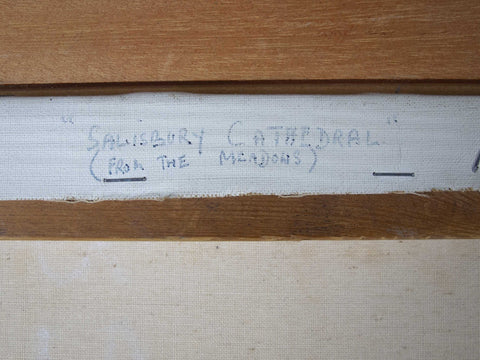 "SALISBURY CATHEDRAL"
(FROM THE MEADOWS)